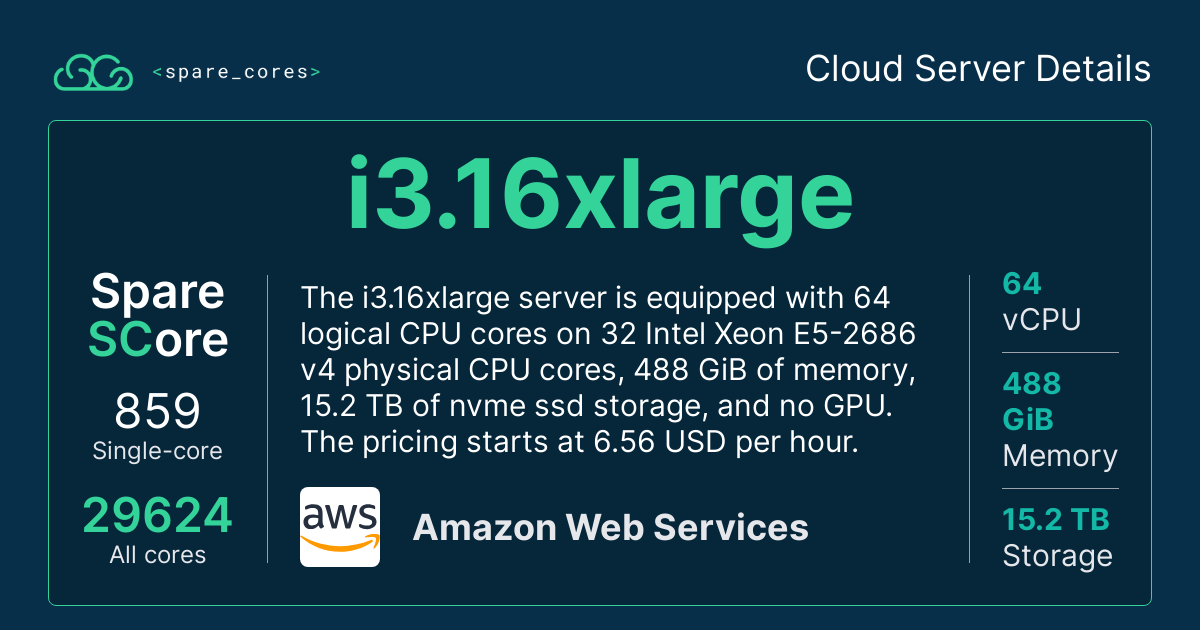 <spare_cores>
Cloud Server Details
i3.16xlarge
Spare
SCore
859
Single-core
29624
All cores
The i3.16xlarge server is equipped with 64
logical CPU cores on 32 Intel Xeon E5-2686
v4 physical CPU cores, 488 GiB of memory,
15.2 TB of nvme ssd storage, and no GPU.
The pricing starts at 6.56 USD per hour.
aws
Amazon Web Services
64
vCPU
488
GiB
Memory
15.2 TB
Storage